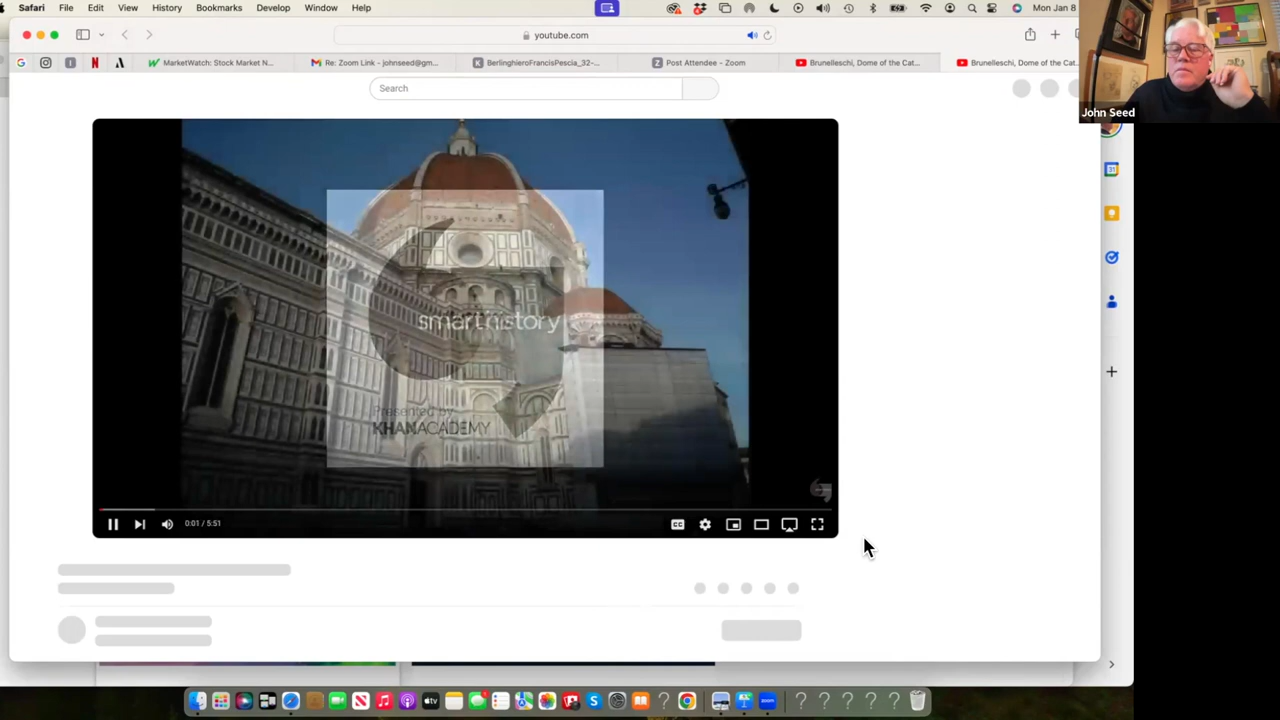 Safari File Edit View History Bookmarks Develop Window Help Mon Jan 8
youtube.com
MarketWatch: Stock Market N... Re: Zoom Link - johnseed@gm... BerlinghieroFrancisPescia_32-... Post Attendee - Zoom Brunelleschi, Dome of the Cat... Brunelleschi, Dome of the Cat...
Search
John Seed
smarthistory
Presented by
KHANACADEMY
0:01 / 5:51